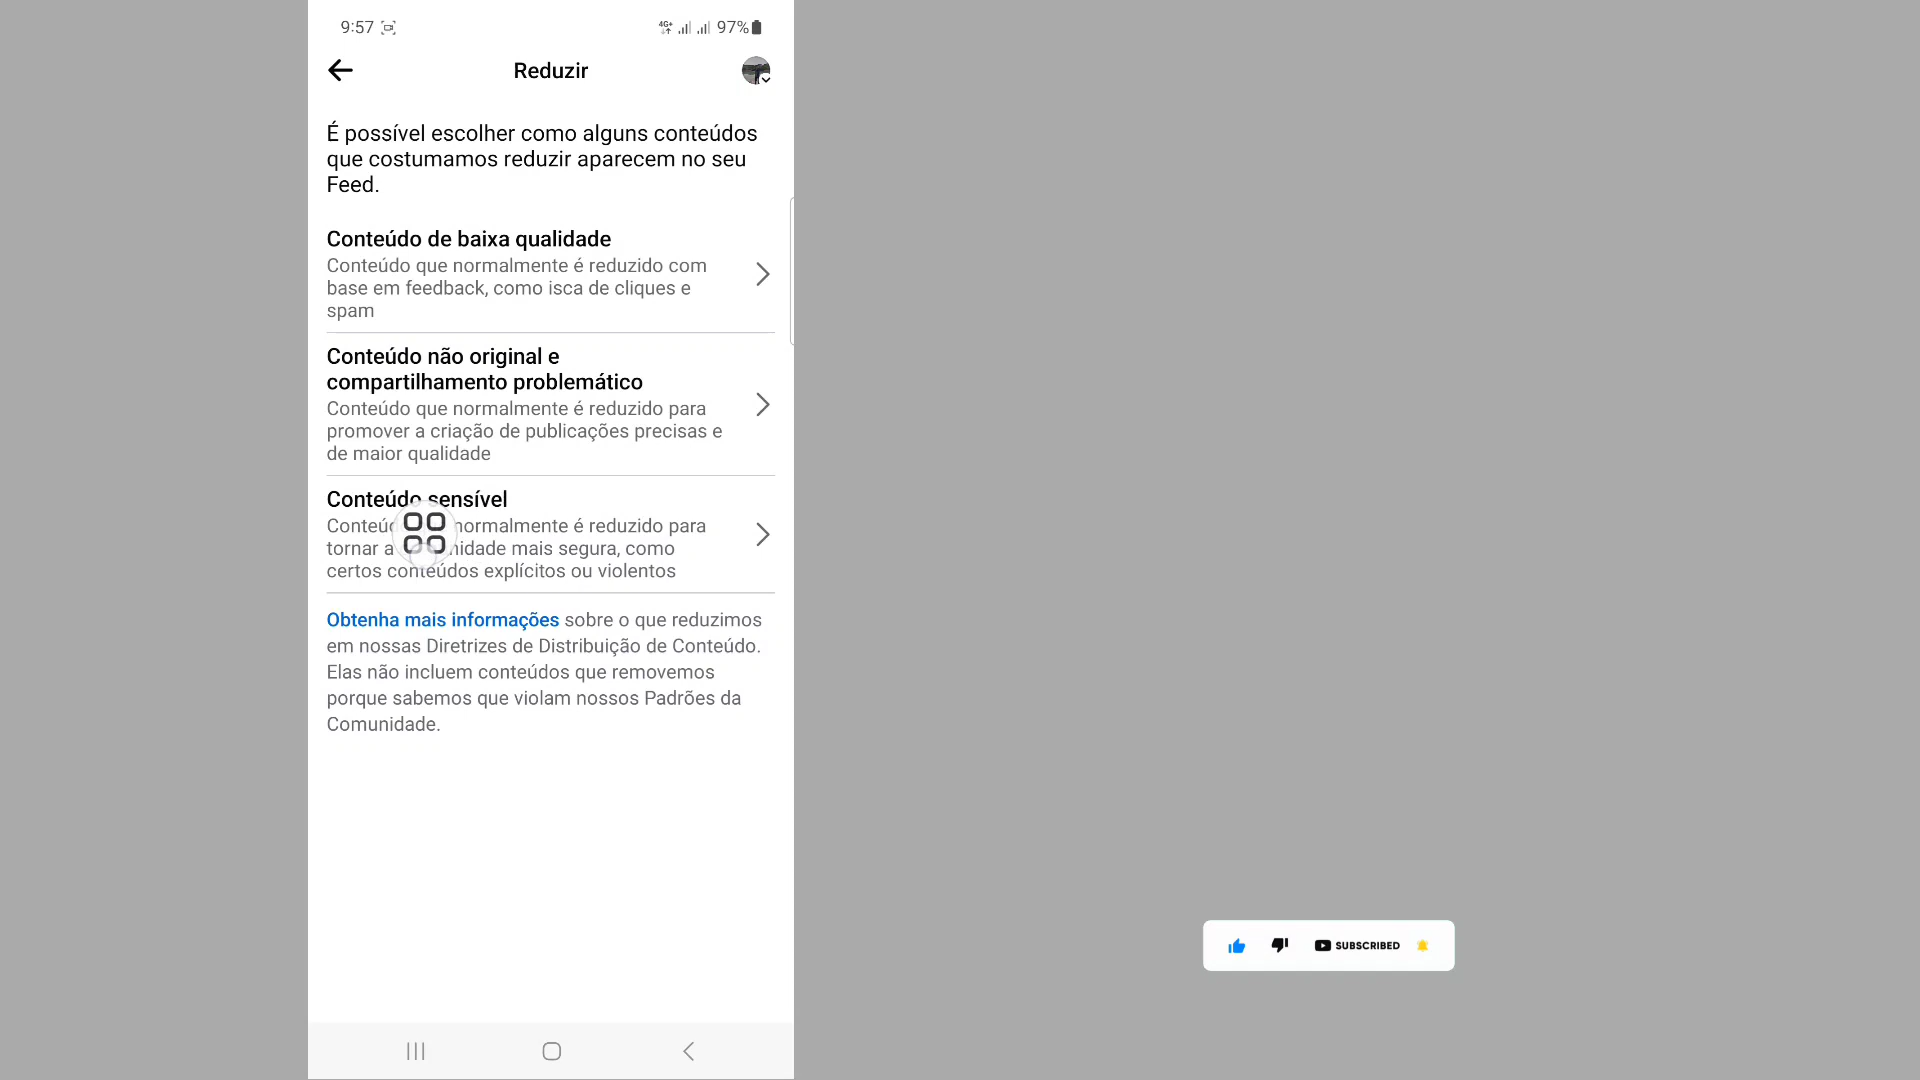 9:57 4G+ 97%
Reduzir
É possível escolher como alguns conteúdos
que costumamos reduzir aparecem no seu
Feed.
Conteúdo de baixa qualidade
Conteúdo que normalmente é reduzido com
base em feedback, como isca de cliques e
spam
Conteúdo não original e
compartilhamento problemático
Conteúdo que normalmente é reduzido para
promover a criação de publicações precisas e
de maior qualidade
Conteúdo sensível
normalmente é reduzido para
tornar a mais segura, como
certos conteúdos explícitos ou violentos
Obtenha mais informações sobre o que reduzimos
em nossas Diretrizes de Distribuição de Conteúdo.
Elas não incluem conteúdos que removemos
porque sabemos que violam nossos Padrões da
Comunidade.
SUBSCRIBED